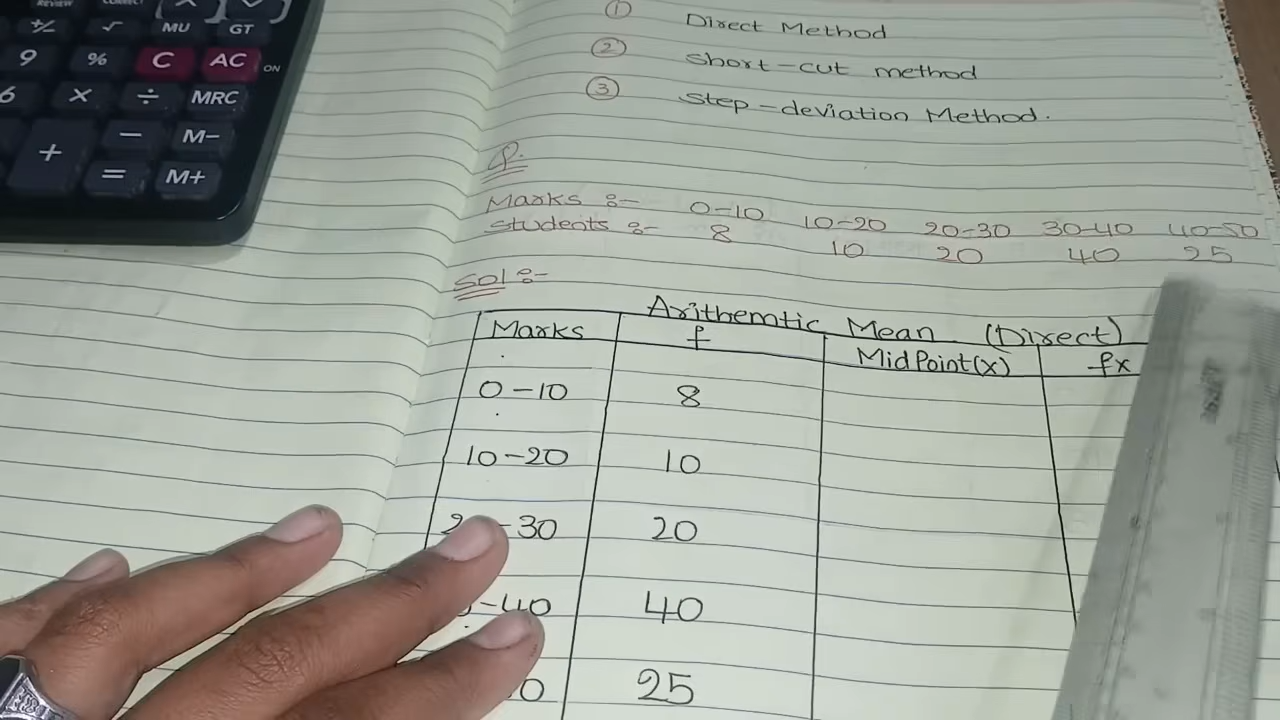 +/- √ MU GT
9 % C AC ON
6 × ÷ MRC
+ − M−
= M+
① Direct Method
② Short-cut method
③ Step-deviation Method.
Q.
Marks :- 0-10 10-20 20-30 30-40 40-50
Students :- 8 10 20 40 25
Sol :-
Arithemtic Mean (Direct)
Marks f MidPoint(x) fx
0-10 8
10-20 10
-30 20
-40 40
0 25